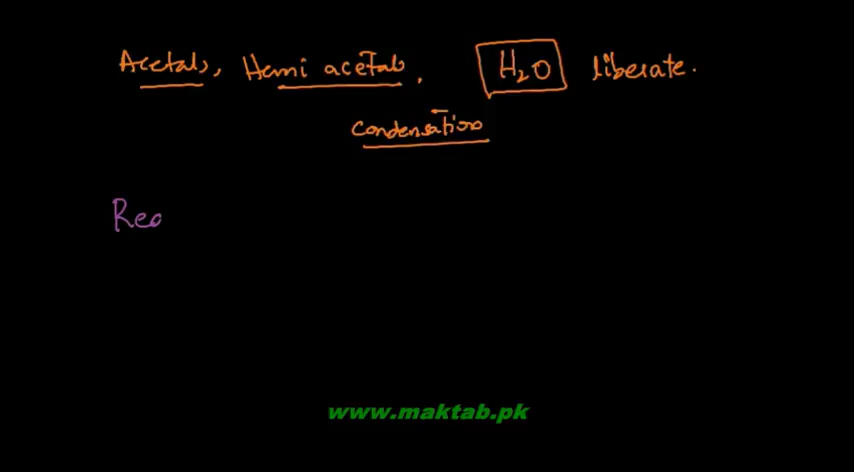 Acetals, Hemi acetals, H₂O liberate.
Condensation
Rea
www.maktab.pk